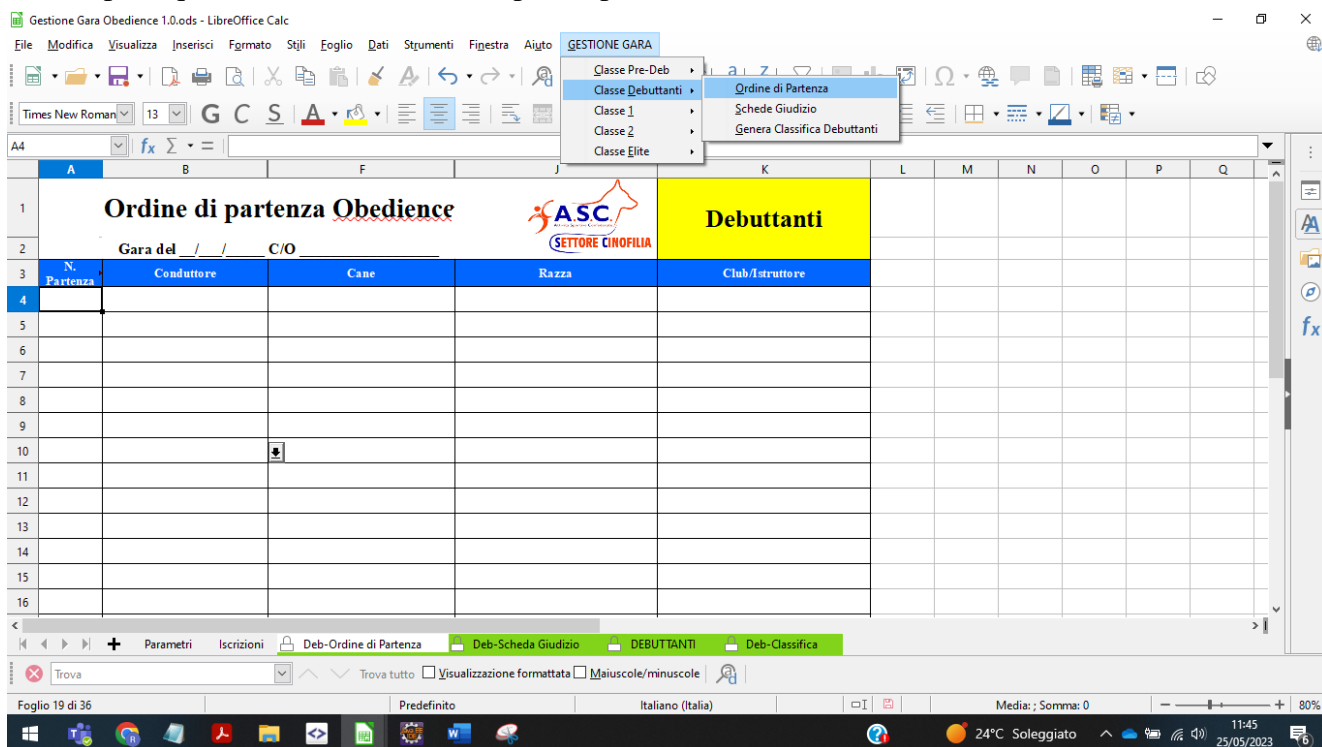 Gestione Gara Obedience 1.0.ods - LibreOffice Calc
File Modifica Visualizza Inserisci Formato Stili Foglio Dati Strumenti Finestra Aiuto GESTIONE GARA
Classe Pre-Deb
Classe Debuttanti
Classe 1
Classe 2
Classe Elite
Ordine di Partenza
Schede Giudizio
Genera Classifica Debuttanti
Times New Roman 13 G C S A
A4 fx Σ =
A B F J K L M N O P Q
1 Ordine di partenza Obedience A.S.C. Debuttanti
SETTORE CINOFILIA
2 Gara del __/___/_____ C/O ___________________
3 N. Partenza Conduttore Cane Razza Club/Istruttore
4
5
6
7
8
9
10
11
12
13
14
15
16
Parametri Iscrizioni Deb-Ordine di Partenza Deb-Scheda Giudizio DEBUTTANTI Deb-Classifica
Trova Trova tutto Visualizzazione formattata Maiuscole/minuscole
Foglio 19 di 36 Predefinito Italiano (Italia) Media: ; Somma: 0 80%
24°C Soleggiato 11:45
25/05/2023 6